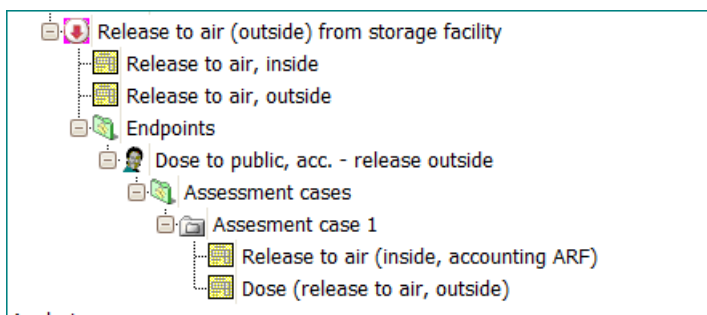 Release to air (outside) from storage facility
Release to air, inside
Release to air, outside
Endpoints
Dose to public, acc. - release outside
Assessment cases
Assesment case 1
Release to air (inside, accounting ARF)
Dose (release to air, outside)